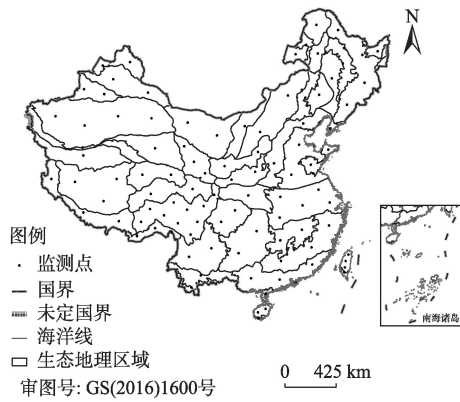 N
图例
监测点
国界
未定国界
海洋线
生态地理区域
审图号: GS(2016)1600号
0 425 km
南海诸岛